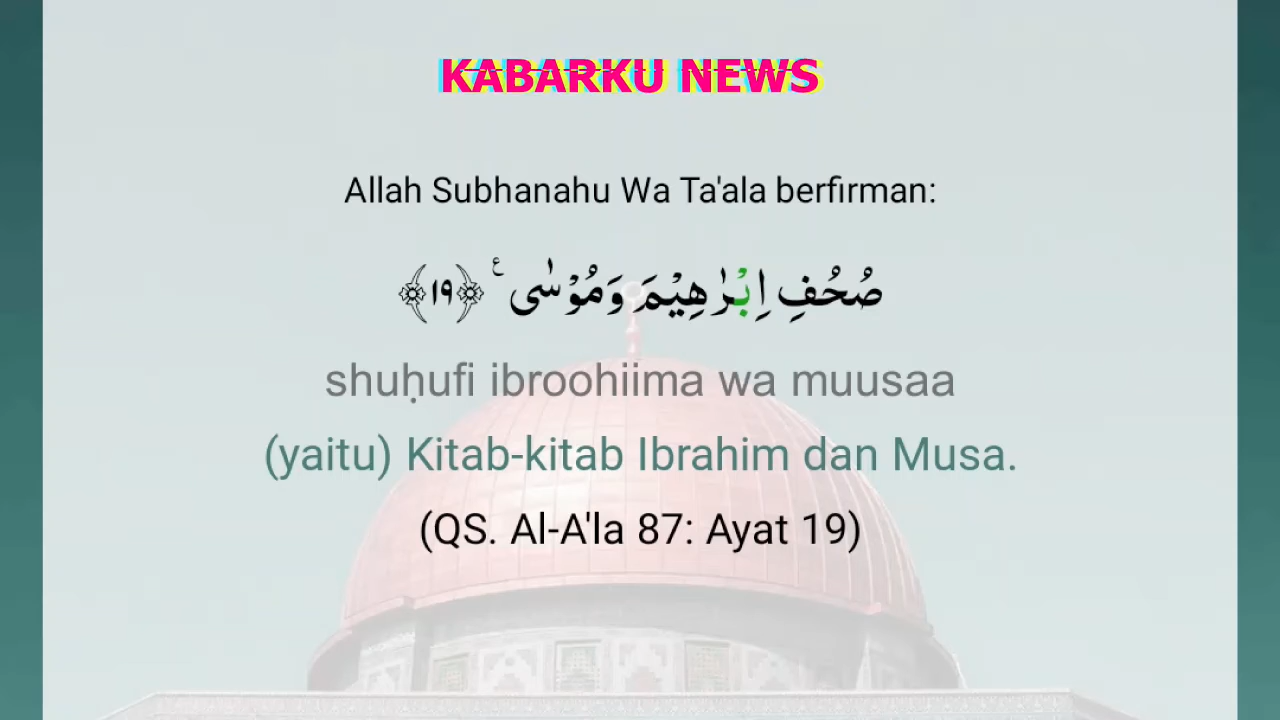 KABARKU NEWS
Allah Subhanahu Wa Ta'ala berfirman:
صُحُفِ اِبْرٰهِيْمَ وَمُوْسٰى ࣖ ﴿١٩﴾
shuḥufi ibroohiima wa muusaa
(yaitu) Kitab-kitab Ibrahim dan Musa.
(QS. Al-A'la 87: Ayat 19)